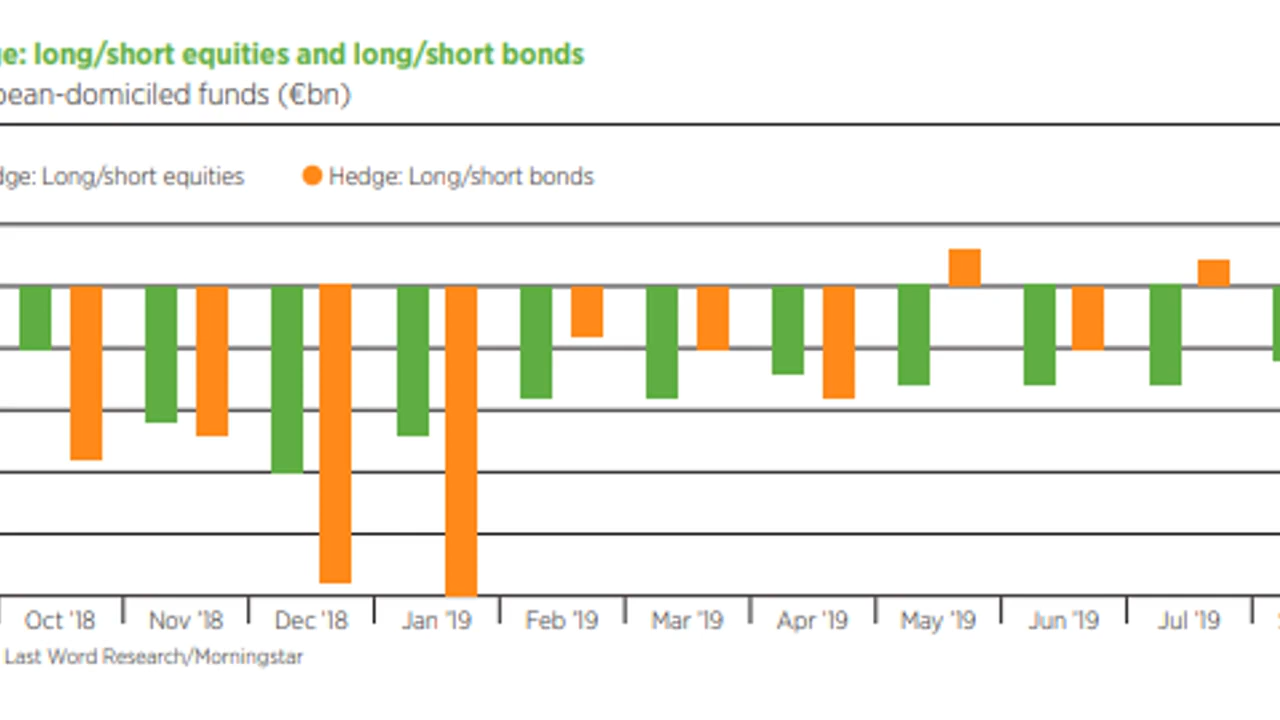 ge: long/short equities and long/short bonds
pean-domiciled funds (€bn)
dge: Long/short equities Hedge: Long/short bonds
Oct '18 Nov '18 Dec '18 Jan '19 Feb '19 Mar '19 Apr '19 May '19 Jun '19 Jul '19
Last Word Research/Morningstar